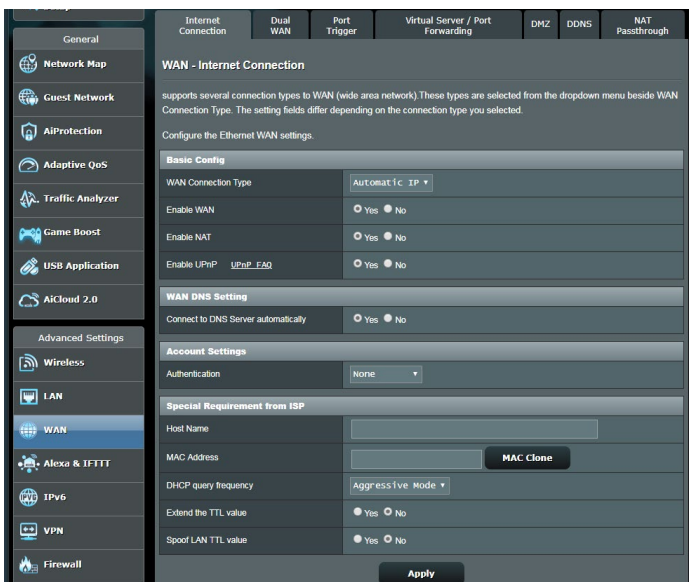 General
Network Map
Guest Network
AiProtection
Adaptive QoS
Traffic Analyzer
Game Boost
USB Application
AiCloud 2.0
Advanced Settings
Wireless
LAN
WAN
Alexa & IFTTT
IPv6
VPN
Firewall
Internet Connection
Dual WAN
Port Trigger
Virtual Server / Port Forwarding
DMZ
DDNS
NAT Passthrough
WAN - Internet Connection
supports several connection types to WAN (wide area network).These types are selected from the dropdown menu beside WAN
Connection Type. The setting fields differ depending on the connection type you selected.
Configure the Ethernet WAN settings.
Basic Config
WAN Connection Type Automatic IP
Enable WAN Yes No
Enable NAT Yes No
Enable UPnP UPnP FAQ Yes No
WAN DNS Setting
Connect to DNS Server automatically Yes No
Account Settings
Authentication None
Special Requirement from ISP
Host Name
MAC Address MAC Clone
DHCP query frequency Aggressive Mode
Extend the TTL value Yes No
Spoof LAN TTL value Yes No
Apply